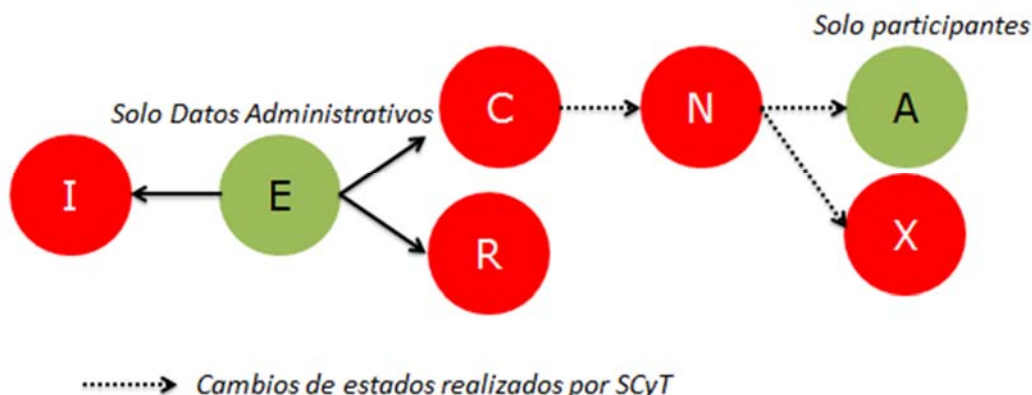 Solo participantes
Solo Datos Administrativos
C
N
A
I
E
R
X
Cambios de estados realizados por SCyT